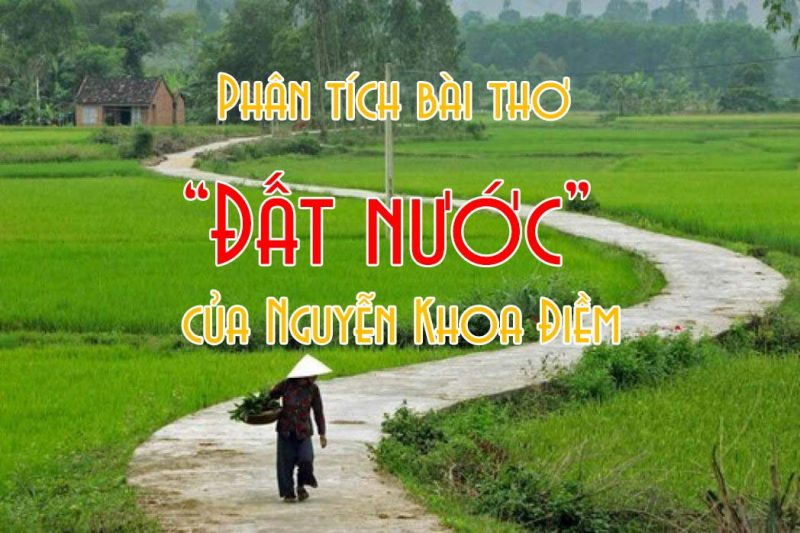 Phân tích bài thơ
“Đất nước”
của Nguyễn Khoa Điềm